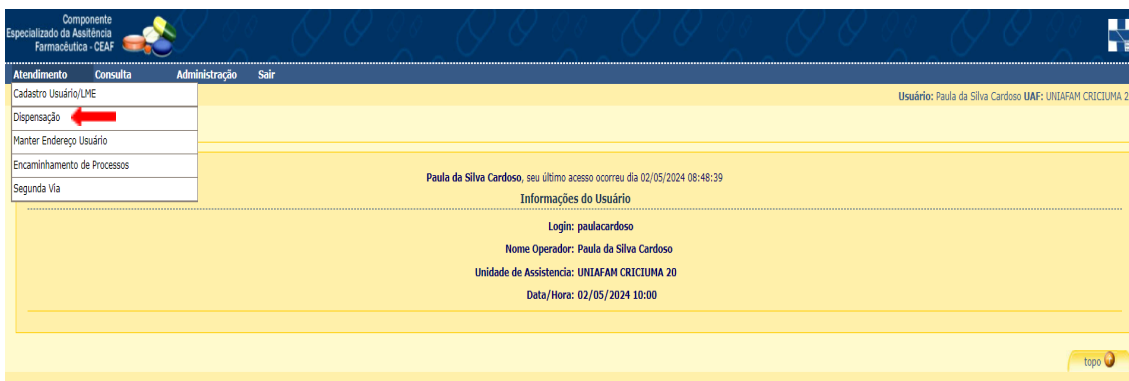 Componente
Especializado da Assitência
Farmacêutica - CEAF
Atendimento Consulta Administração Sair
Cadastro Usuário/LME
Usuário: Paula da Silva Cardoso UAF: UNIAFAM CRICIUMA 2
Dispensação
Manter Endereço Usuário
Encaminhamento de Processos
Segunda Via
Paula da Silva Cardoso, seu último acesso ocorreu dia 02/05/2024 08:48:39
Informações do Usuário
Login: paulacardoso
Nome Operador: Paula da Silva Cardoso
Unidade de Assistencia: UNIAFAM CRICIUMA 20
Data/Hora: 02/05/2024 10:00
topo